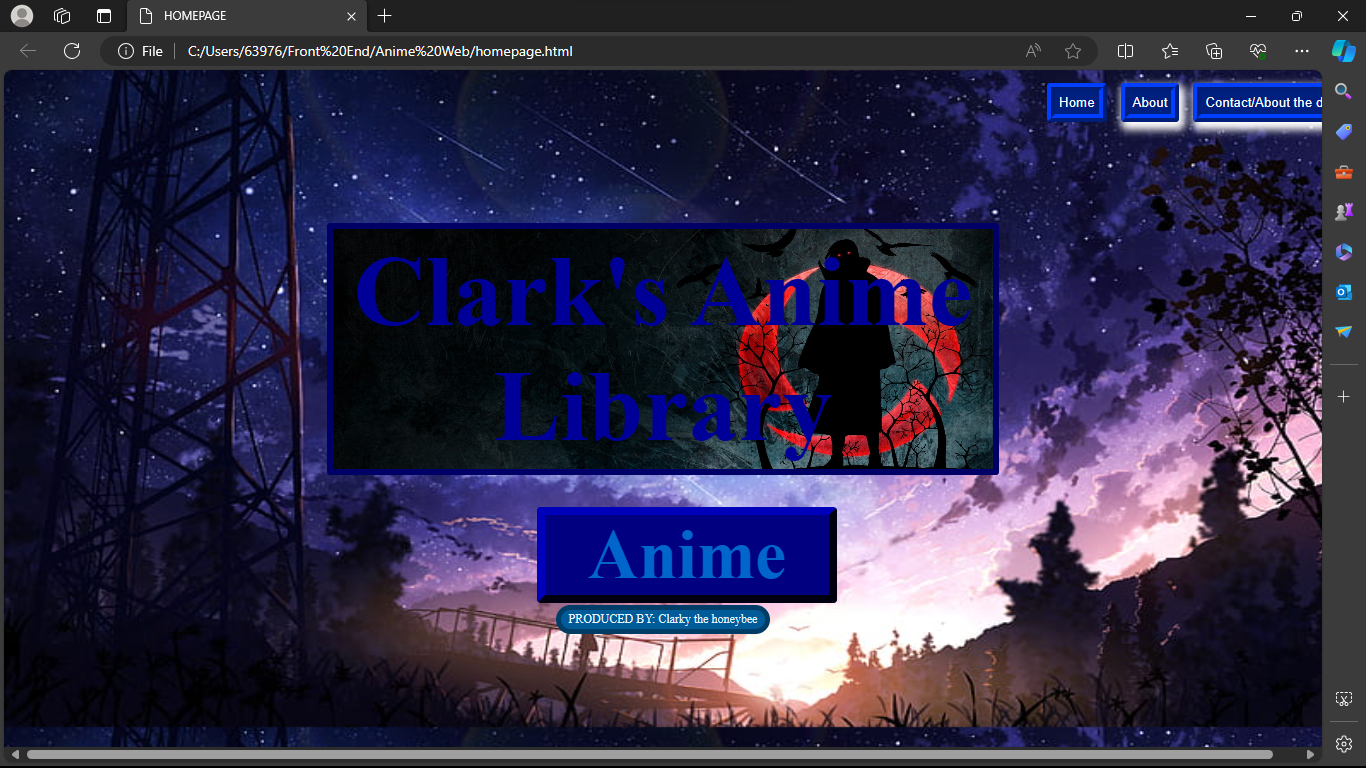 HOMEPAGE
File
C:/Users/63976/Front%20End/Anime%20Web/homepage.html
Home
About
Contact/About the d
Clark's Anime
Library
Anime
PRODUCED BY: Clarky the honeybee